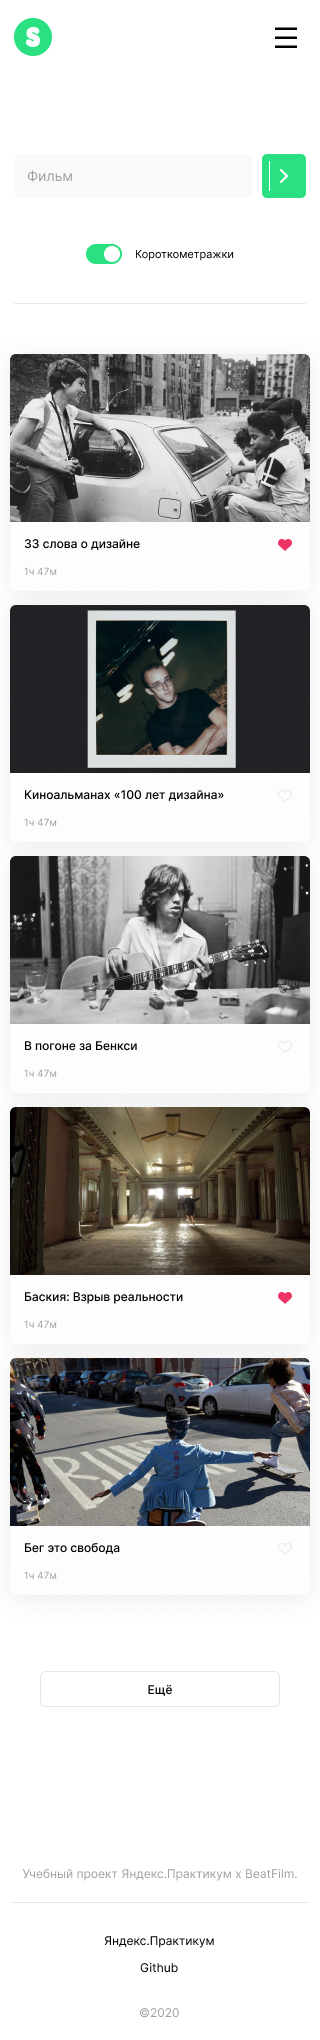 S
Фильм
Короткометражки
33 слова о дизайне
1ч 47м
Киноальманах «100 лет дизайна»
1ч 47м
В погоне за Бенкси
1ч 47м
Баския: Взрыв реальности
1ч 47м
Бег это свобода
1ч 47м
Ещё
Учебный проект Яндекс.Практикум х BeatFilm.
Яндекс.Практикум
Github
©2020